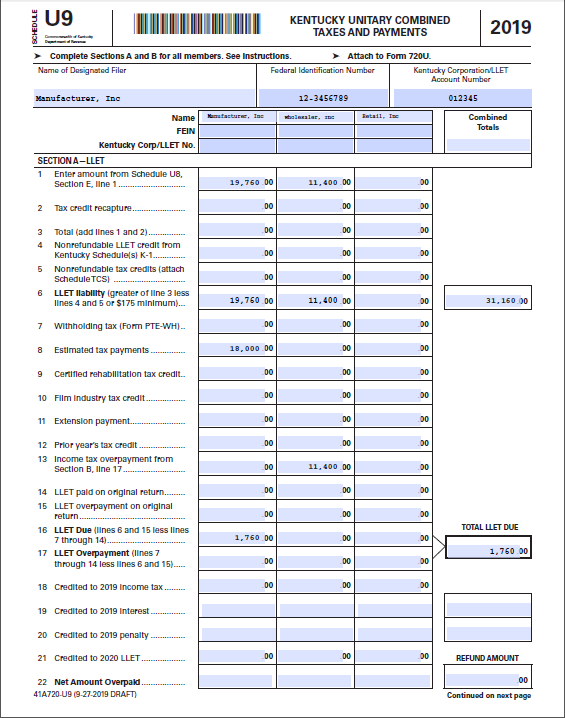 SCHEDULE
U9
Commonwealth of Kentucky
Department of Revenue
KENTUCKY UNITARY COMBINED
TAXES AND PAYMENTS
2019
➤ Complete Sections A and B for all members. See Instructions. ➤ Attach to Form 720U.
Name of Designated Filer Federal Identification Number Kentucky Corporation/LLET
Account Number
Manufacturer, Inc 12-3456789 012345
Name Manufacturer, Inc Wholesaler, Inc Retail, Inc Combined
Totals
FEIN
Kentucky Corp/LLET No.
SECTION A—LLET
1 Enter amount from Schedule U8,
Section E, line 1........................... 19,760 00 11,400 00 00
2 Tax credit recapture............... 00 00 00
3 Total (add lines 1 and 2)............... 00 00 00
4 Nonrefundable LLET credit from
Kentucky Schedule(s) K-1............. 00 00 00
5 Nonrefundable tax credits (attach
Schedule TCS) ........................... 00 00 00
6 LLET liability (greater of line 3 less
lines 4 and 5 or $175 minimum)... 19,760 00 11,400 00 00 31,160 00
7 Withholding tax (Form PTE-WH).. 00 00 00
8 Estimated tax payments .............. 18,000 00 00 00
9 Certified rehabilitation tax credit.. 00 00 00
10 Film industry tax credit ................ 00 00 00
11 Extension payment...................... 00 00 00
12 Prior year's tax credit ................... 00 00 00
13 Income tax overpayment from
Section B, line 17......................... 00 11,400 00 00
14 LLET paid on original return........ 00 00 00
15 LLET overpayment on original
return........................................... 00 00 00
16 LLET Due (lines 6 and 15 less lines
7 through 14)............................... 1,760 00 00 00
TOTAL LLET DUE
1,760 00
17 LLET Overpayment (lines 7
through 14 less lines 6 and 15)..... 00 00 00
18 Credited to 2019 income tax ........ 00 00 00
19 Credited to 2019 interest .............
20 Credited to 2019 penalty .............
21 Credited to 2020 LLET.................. 00 00 00
REFUND AMOUNT
22 Net Amount Overpaid .................. 00
41A720-U9 (9-27-2019 DRAFT) Continued on next page